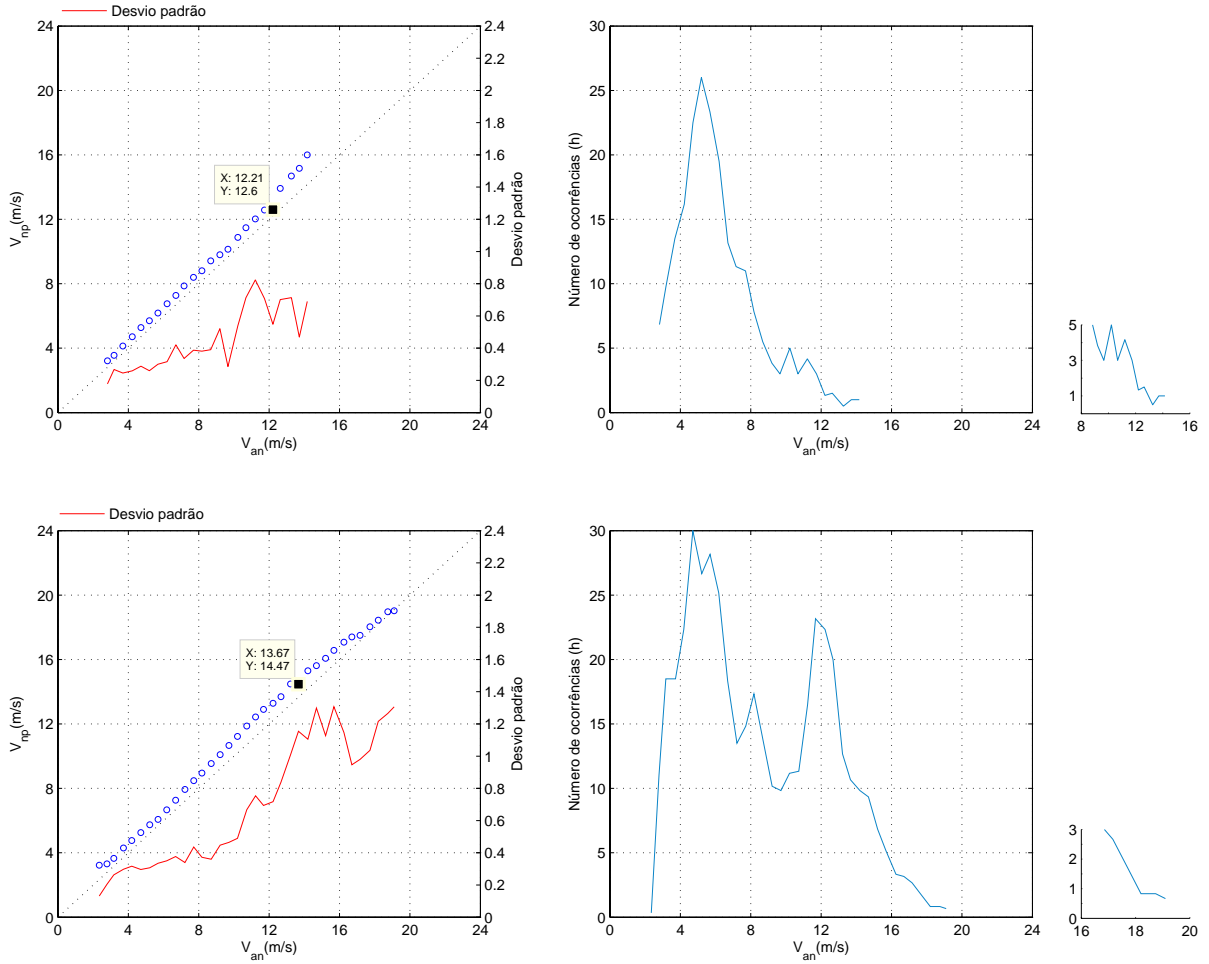 Desvio padrão
24
20
16
12
8
4
0
V_np(m/s)
X: 12.21
Y: 12.6
2.4
2.2
2
1.8
1.6
1.4
1.2
1
0.8
0.6
0.4
0.2
0
Desvio padrão
0 4 8 12 16 20 24
V_an(m/s)
30
25
20
15
10
5
0
Número de ocorrências (h)
0 4 8 12 16 20 24
V_an(m/s)
5
3
1
8 12 16
Desvio padrão
24
20
16
12
8
4
0
V_np(m/s)
X: 13.67
Y: 14.47
2.4
2.2
2
1.8
1.6
1.4
1.2
1
0.8
0.6
0.4
0.2
0
Desvio padrão
0 4 8 12 16 20 24
V_an(m/s)
30
25
20
15
10
5
0
Número de ocorrências (h)
0 4 8 12 16 20 24
V_an(m/s)
3
2
1
0
16 18 20